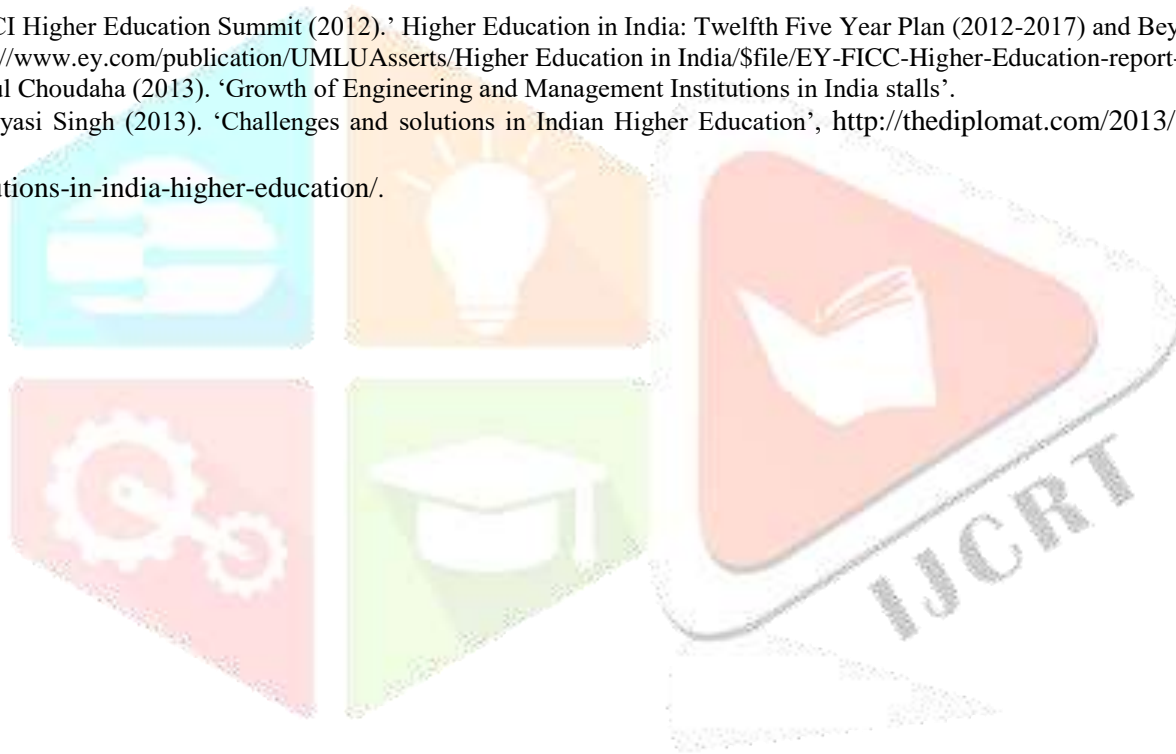 CI Higher Education Summit (2012).’ Higher Education in India: Twelfth Five Year Plan (2012-2017) and Bey
://www.ey.com/publication/UMLUAsserts/Higher Education in India/$file/EY-FICC-Higher-Education-report-
ul Choudaha (2013). ‘Growth of Engineering and Management Institutions in India stalls’.
yasi Singh (2013). ‘Challenges and solutions in Indian Higher Education’, http://thediplomat.com/2013/
utions-in-india-higher-education/.
IJCRT